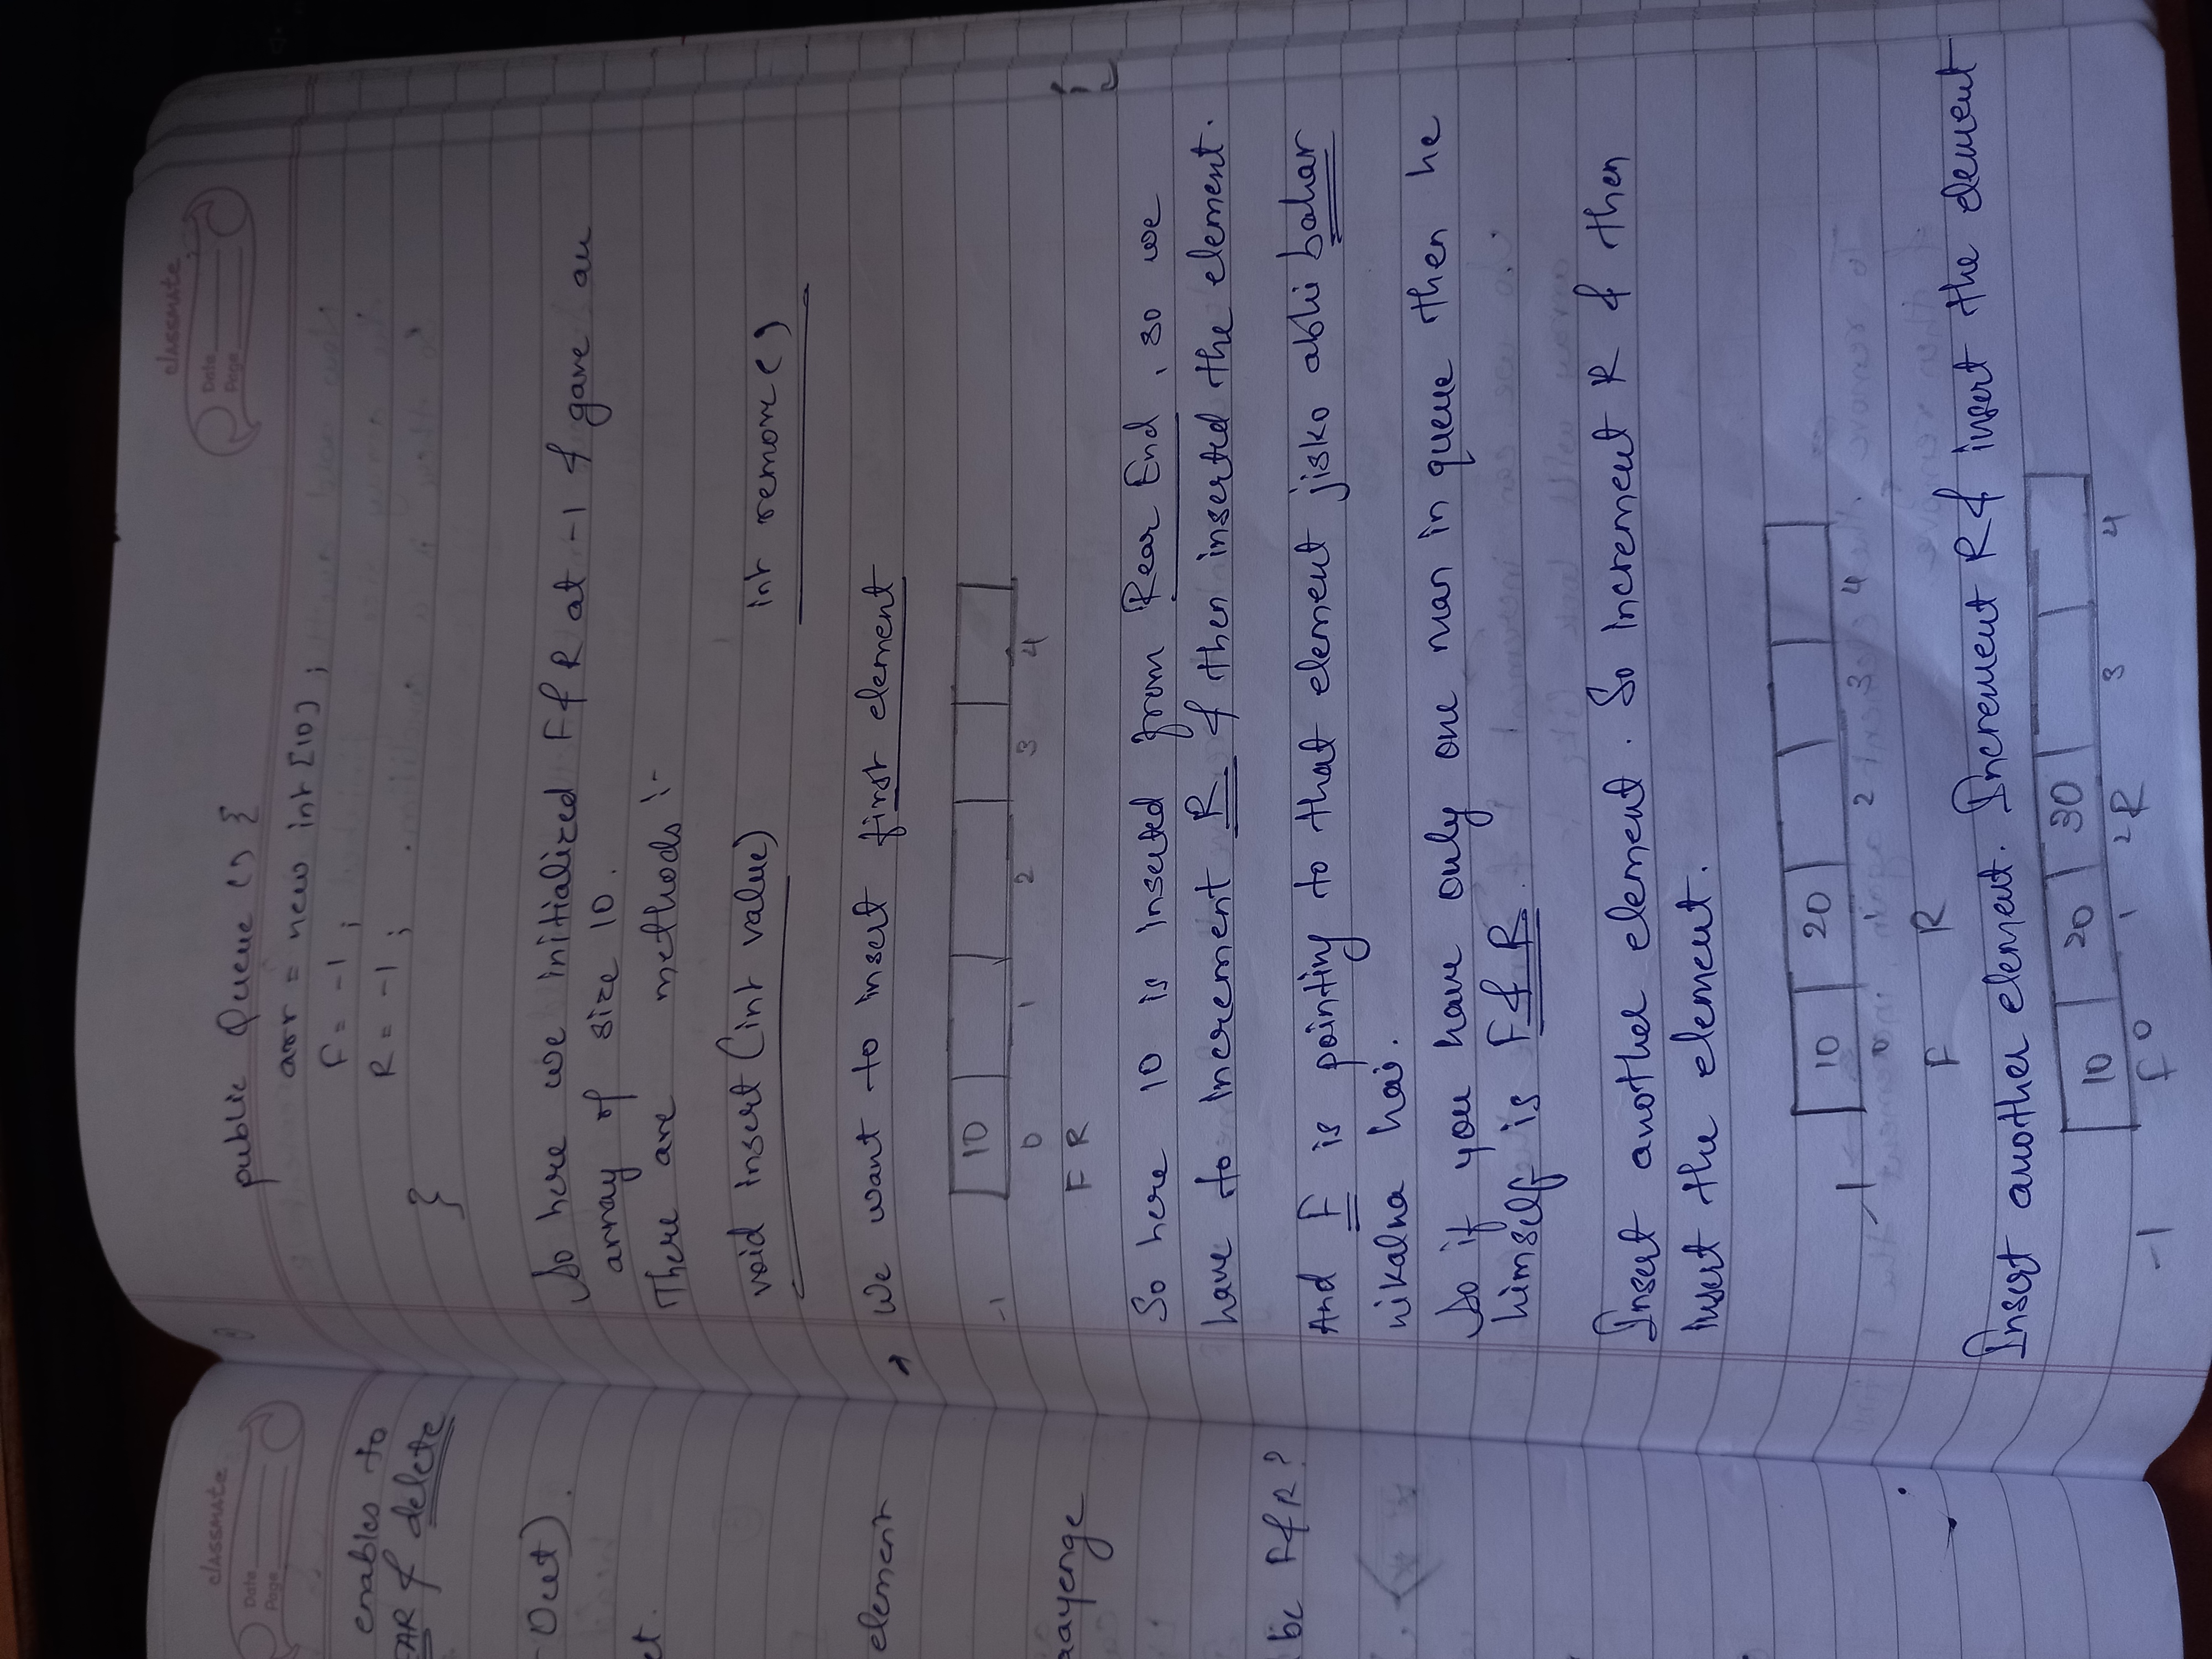 classmate
Date
Page
enables to
EAR & delete
-Out).
et.
element
aayenge
be F & R?
classmate
Date
Page
public Queue () {
arr = new int [10];
F = -1;
R = -1;
}
So here we initialized F & R at -1 & gave an
array of size 10.
There are methods :-
void insert (int value) int remove ()
→ We want to insert first element
10
-1
0 1 2 3 4
F R
So here 10 is inserted from Rear End, so we
have to increment R & then inserted the element.
And F is pointing to that element jisko abhi bahar
nikalna hai.
So if you have only one man in queue then he
himself is F & R.
Insert another element. So increment R & then
insert the element.
10 20
-1
0 1 2 3 4
F R
Insert another element. Increment R & insert the element
10 20 30
-1 F 0 1 2 R 3 4